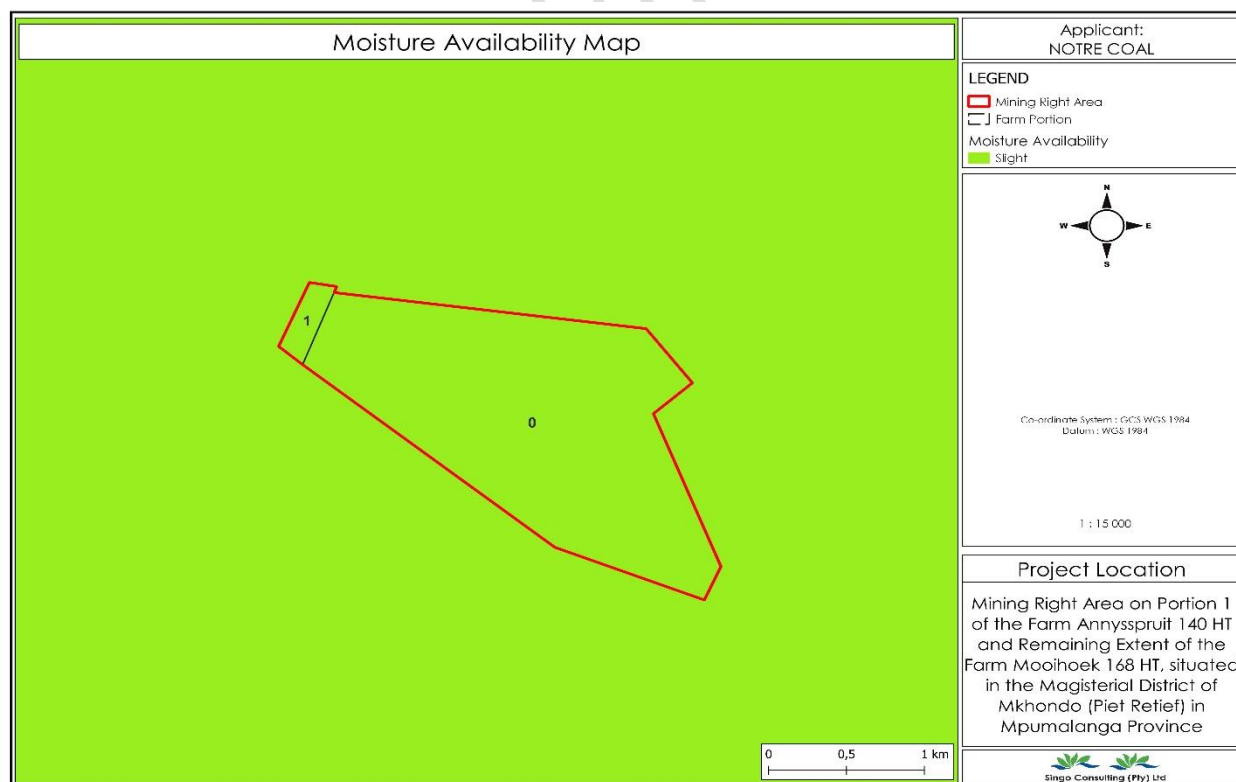 Moisture Availability Map
1
0
0 0,5 1 km
Applicant:
NOTRE COAL
LEGEND
Mining Right Area
Farm Portion
Moisture Availability
Slight
N
W E
S
Co-ordinate System : GCS WGS 1984
Datum : WGS 1984
1 : 15 000
Project Location
Mining Right Area on Portion 1
of the Farm Annysspruit 140 HT
and Remaining Extent of the
Farm Mooihoek 168 HT, situated
in the Magisterial District of
Mkhondo (Piet Retief) in
Mpumalanga Province
Singo Consulting (Pty) Ltd